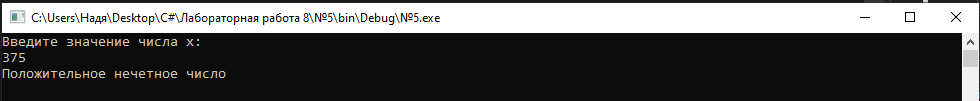 C:\Users\Надя\Desktop\C#\Лабораторная работа 8\№5\bin\Debug\№5.exe
Введите значение числа x:
375
Положительное нечетное число